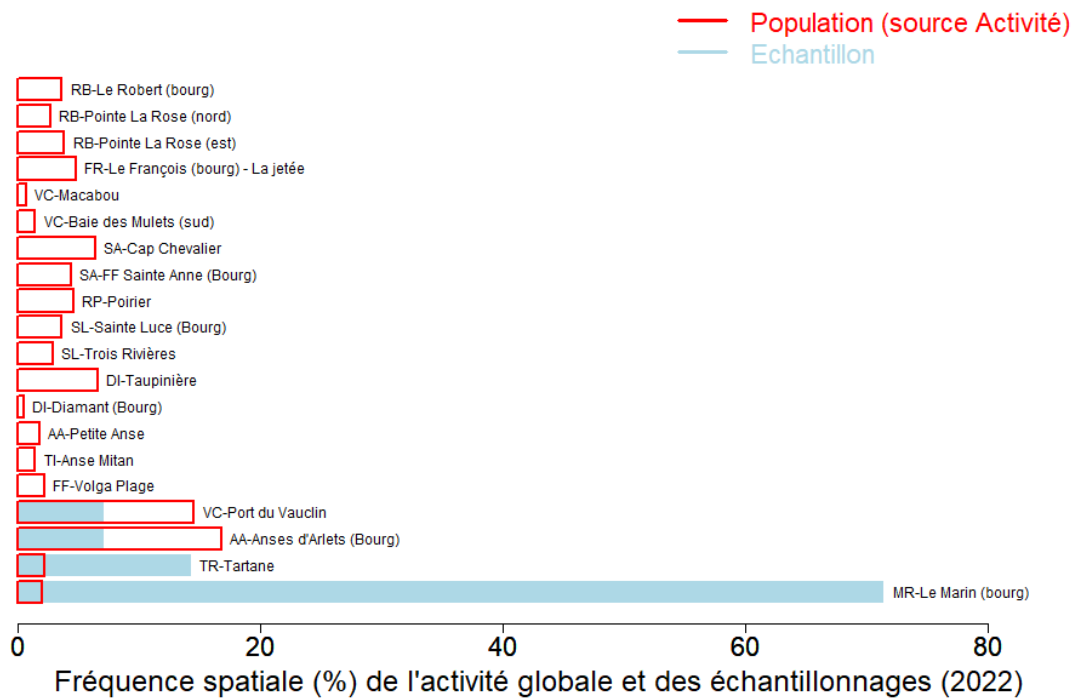 Population (source Activité)
Echantillon
RB-Le Robert (bourg)
RB-Pointe La Rose (nord)
RB-Pointe La Rose (est)
FR-Le François (bourg) - La jetée
VC-Macabou
VC-Baie des Mulets (sud)
SA-Cap Chevalier
SA-FF Sainte Anne (Bourg)
RP-Poirier
SL-Sainte Luce (Bourg)
SL-Trois Rivières
DI-Taupinière
DI-Diamant (Bourg)
AA-Petite Anse
TI-Anse Mitan
FF-Volga Plage
VC-Port du Vauclin
AA-Anses d'Arlets (Bourg)
TR-Tartane
MR-Le Marin (bourg)
0 20 40 60 80
Fréquence spatiale (%) de l'activité globale et des échantillonnages (2022)